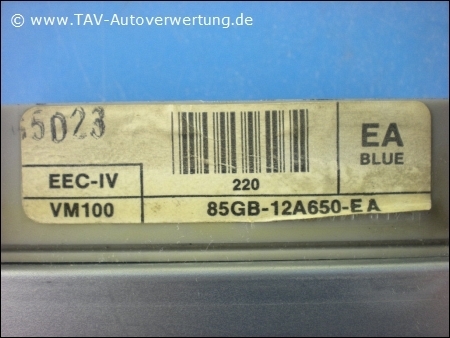 © www.TAV-Autoverwertung.de
5D23
EA
BLUE
EEC-IV
220
VM100
85GB-12A650-EA